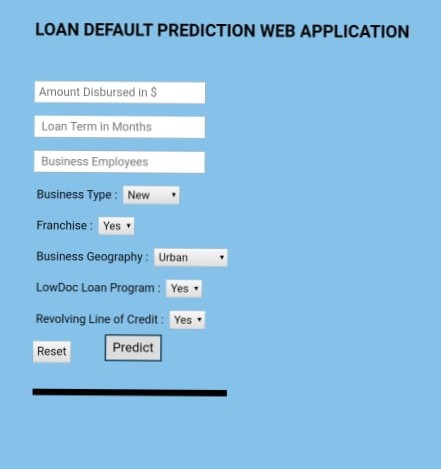 LOAN DEFAULT PREDICTION WEB APPLICATION
Amount Disbursed in $
Loan Term in Months
Business Employees
Business Type : New
Franchise : Yes
Business Geography : Urban
LowDoc Loan Program : Yes
Revolving Line of Credit : Yes
Reset Predict